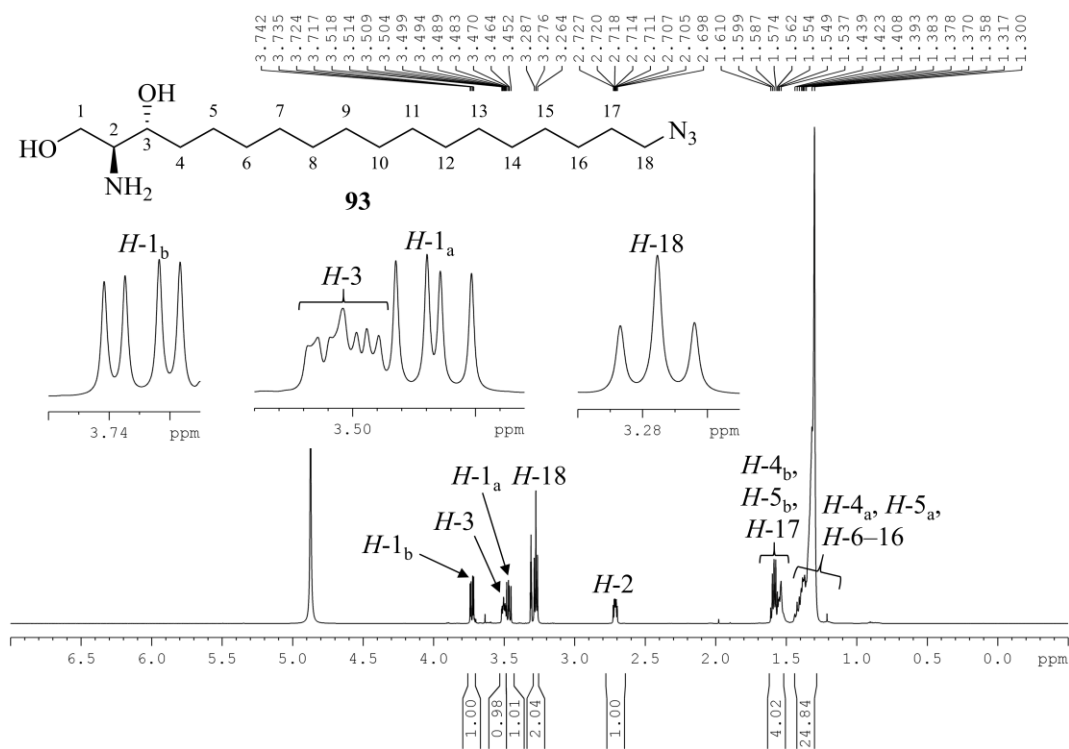 3.742 3.735 3.724 3.717 3.518 3.514 3.509 3.504 3.499 3.494 3.489 3.483 3.470 3.464 3.452 3.287 3.276 3.264 2.727 2.720 2.718 2.714 2.711 2.707 2.705 2.698 1.610 1.599 1.587 1.574 1.562 1.554 1.549 1.537 1.439 1.423 1.408 1.393 1.383 1.378 1.370 1.358 1.317 1.300
OH
1 5 7 9 11 13 15 17
2
3
N3
HO
4 6 8 10 12 14 16 18
NH2
93
H-1b H-3 H-1a H-18
3.74 ppm 3.50 ppm 3.28 ppm
H-1b H-3 H-1a H-18 H-2
H-4b,
H-5b,
H-17
H-4a, H-5a,
H-6–16
6.5 6.0 5.5 5.0 4.5 4.0 3.5 3.0 2.5 2.0 1.5 1.0 0.5 0.0 ppm
1.00 0.98 1.01 2.04 1.00 4.02 24.84